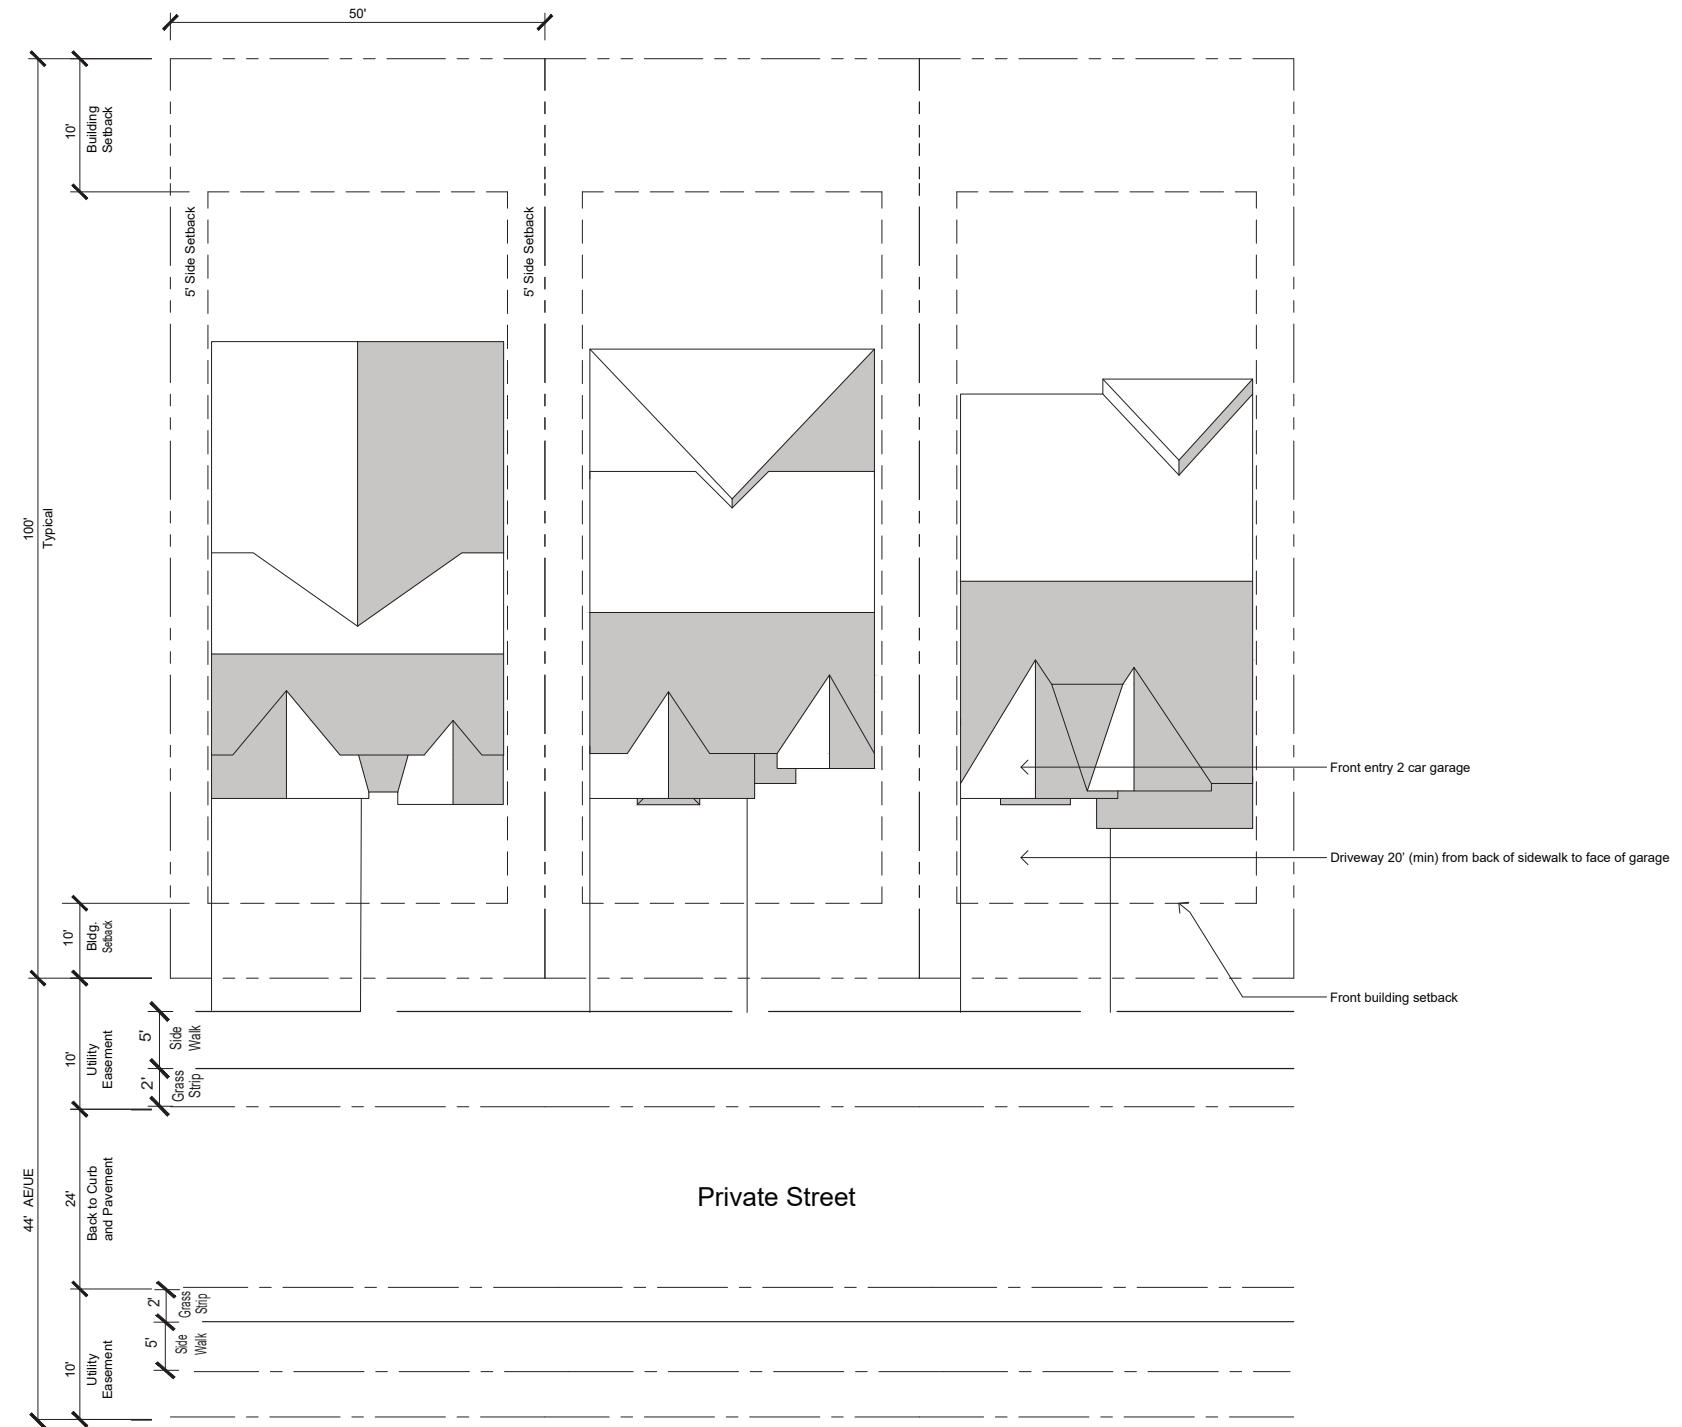 50'
10'
Building
Setback
5' Side Setback
5' Side Setback
100'
Typical
Front entry 2 car garage
Driveway 20' (min) from back of sidewalk to face of garage
10'
Bldg.
Setback
Front building setback
5'
Side
Walk
10'
Utility
Easement
2'
Grass
Strip
44' AE/UE
24'
Back to Curb
and Pavement
Private Street
2'
Grass
Strip
5'
Side
Walk
10'
Utility
Easement